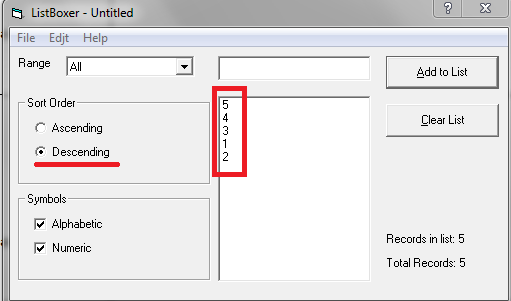 ListBoxer - Untitled
File Edjt Help
Range All Add to List
Sort Order
Ascending
Descending
5
4
3
1
2
Clear List
Symbols
Alphabetic
Numeric
Records in list: 5
Total Records: 5